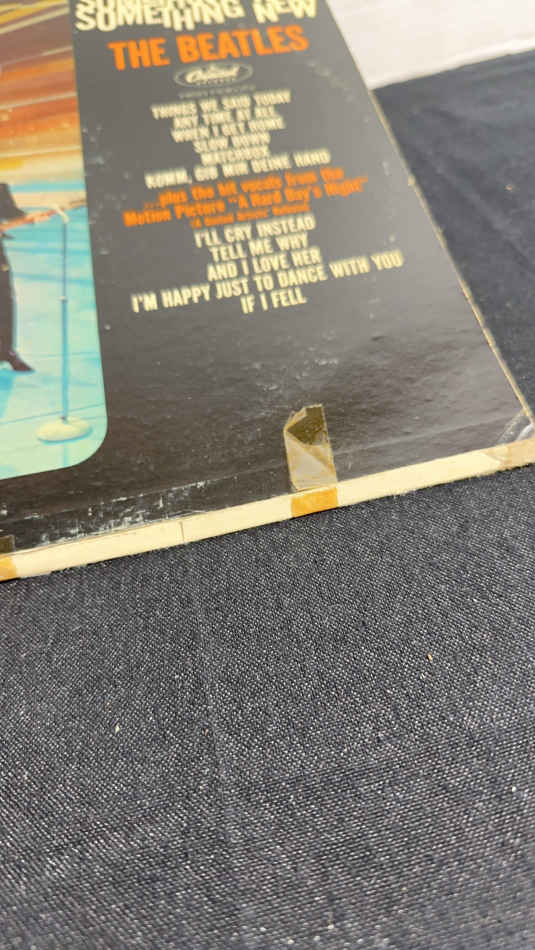 SOMETHING NEW
THE BEATLES
Capitol
THINGS WE SAID TODAY
ANY TIME AT ALL
WHEN I GET HOME
SLOW DOWN
MATCHBOX
KOMM, GIB MIR DEINE HAND
...plus the hit vocals from the
Motion Picture "A Hard Day's Night"
I'LL CRY INSTEAD
TELL ME WHY
AND I LOVE HER
I'M HAPPY JUST TO DANCE WITH YOU
IF I FELL